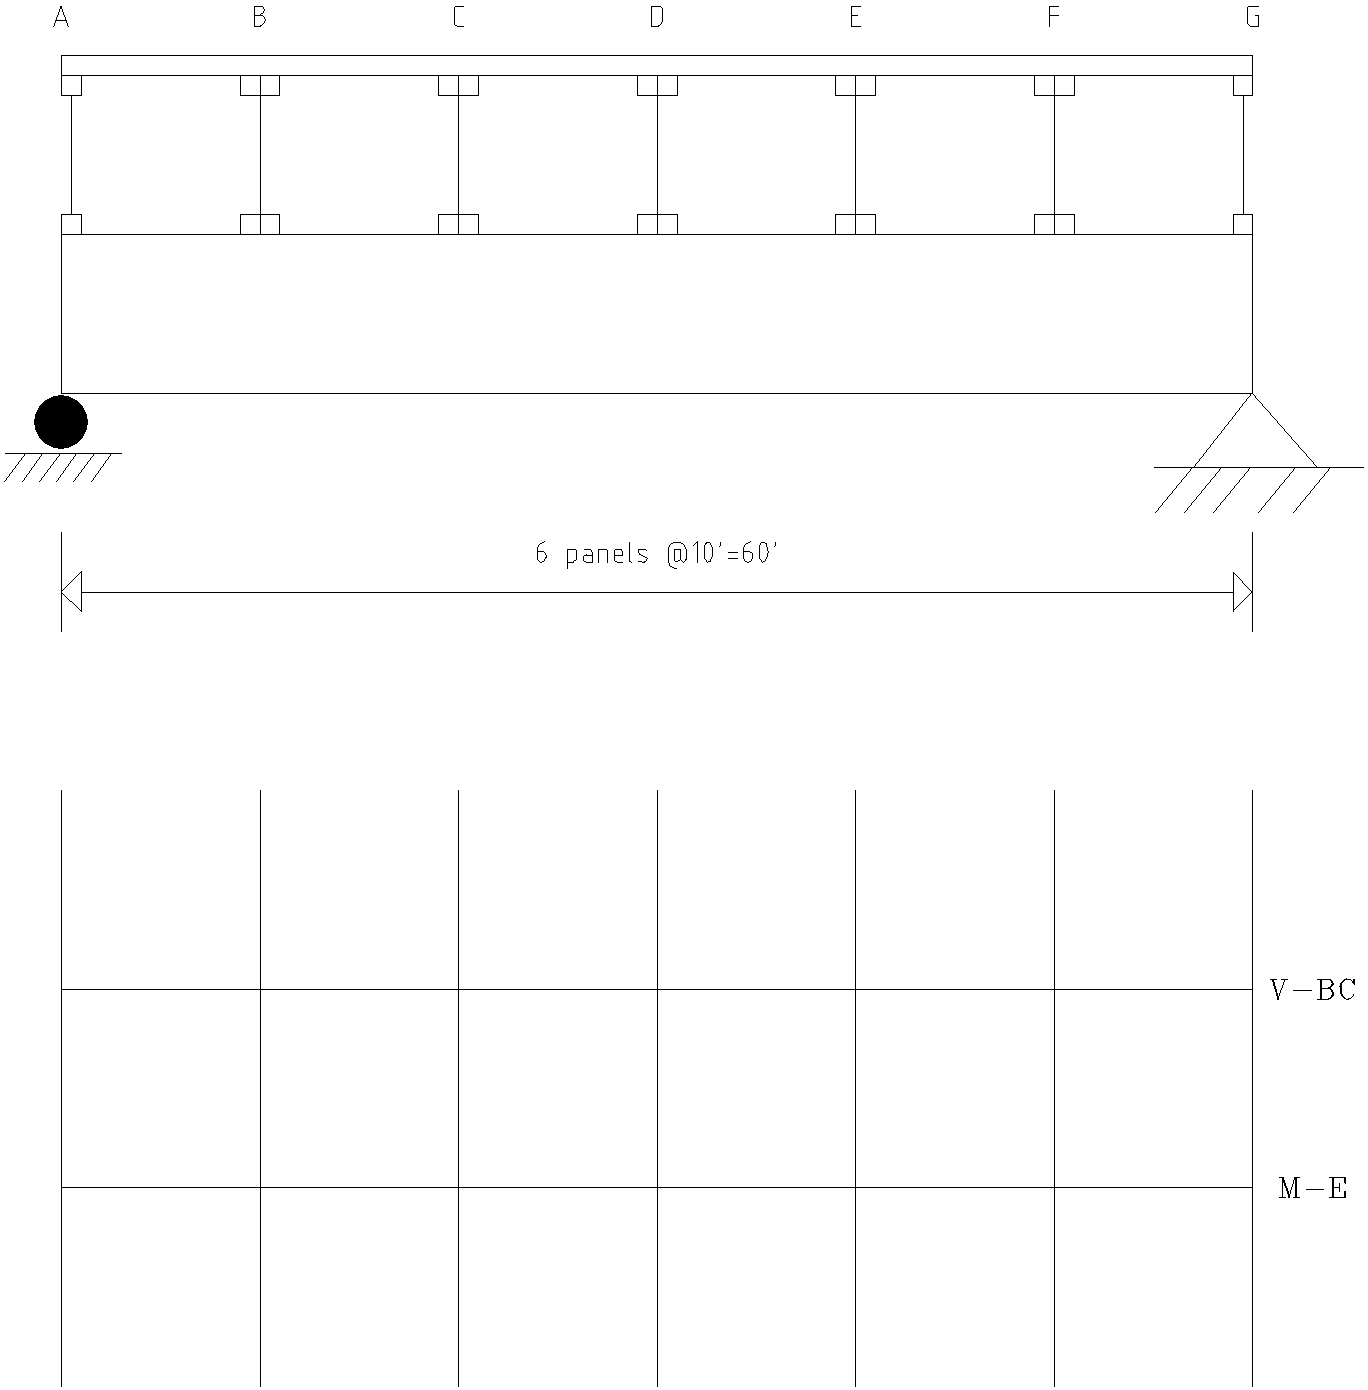 A B C D E F G
6 panels @10'=60'
V-BC
M-E